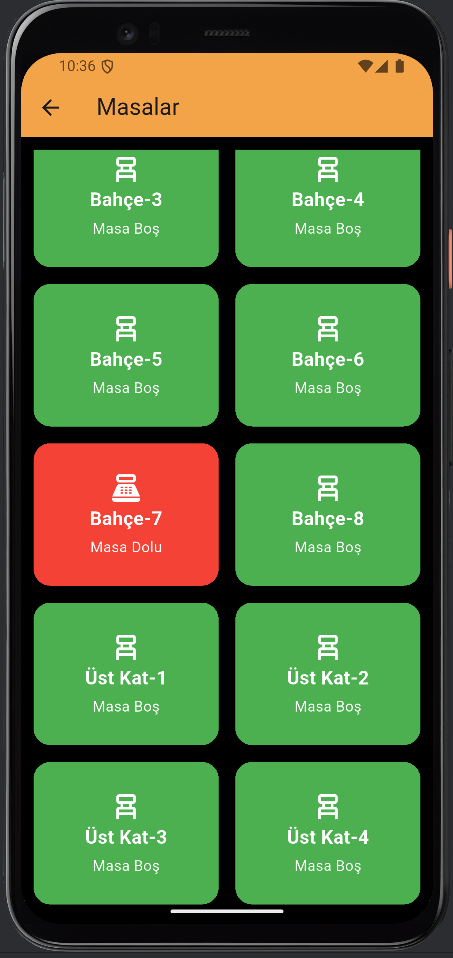 10:36
Masalar
Bahçe-3
Masa Boş
Bahçe-4
Masa Boş
Bahçe-5
Masa Boş
Bahçe-6
Masa Boş
Bahçe-7
Masa Dolu
Bahçe-8
Masa Boş
Üst Kat-1
Masa Boş
Üst Kat-2
Masa Boş
Üst Kat-3
Masa Boş
Üst Kat-4
Masa Boş